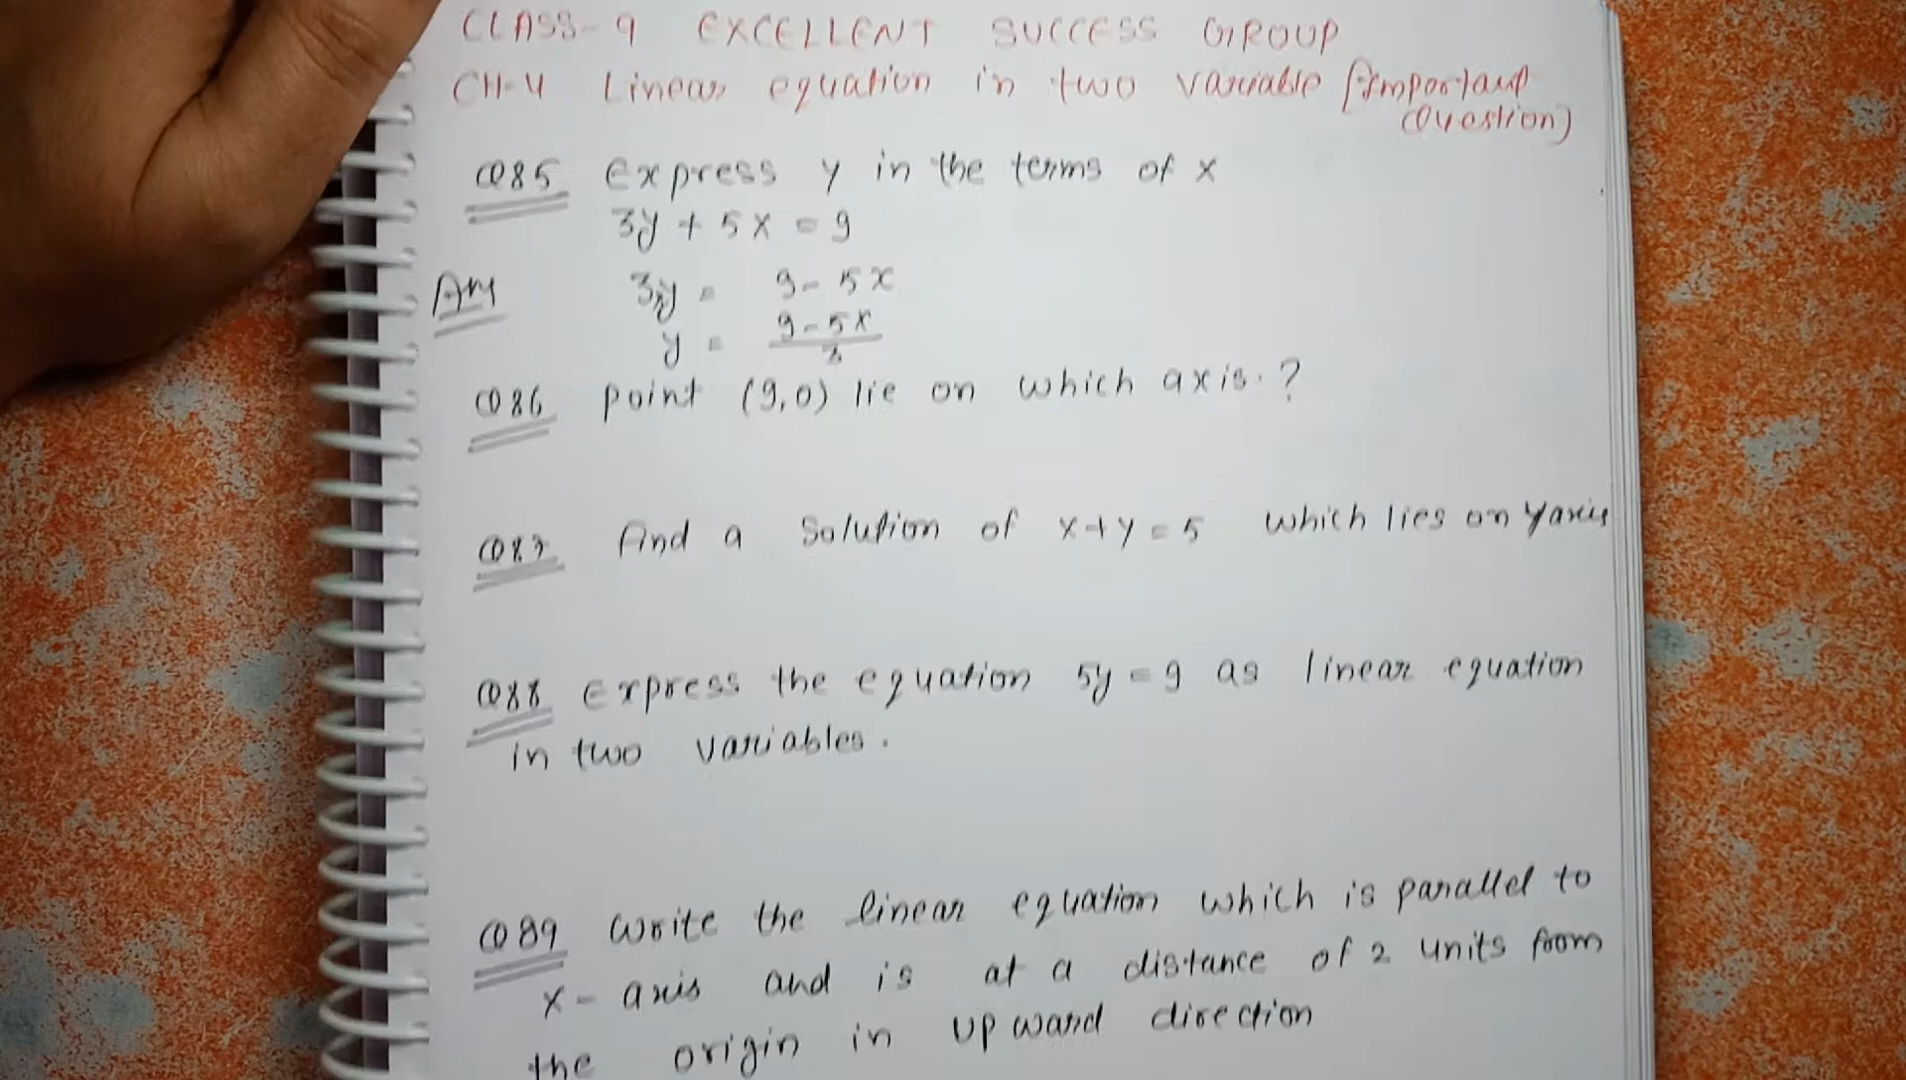 CLASS-9 EXCELLENT SUCCESS GROUP
CH-4 Linear equation in two variable [Important
Question)
Q85 Express y in the terms of x
3y + 5x = 9
Ans 3y = 9 - 5x
y = 9-5x
3
Q86 point (9,0) lie on which axis.?
Q87 find a Solution of x+y=5 which lies on y axis
Q88 Express the equation 5y=9 as linear equation
in two variables.
Q89 write the linear equation which is parallel to
x-axis and is at a distance of 2 units from
the origin in upward direction